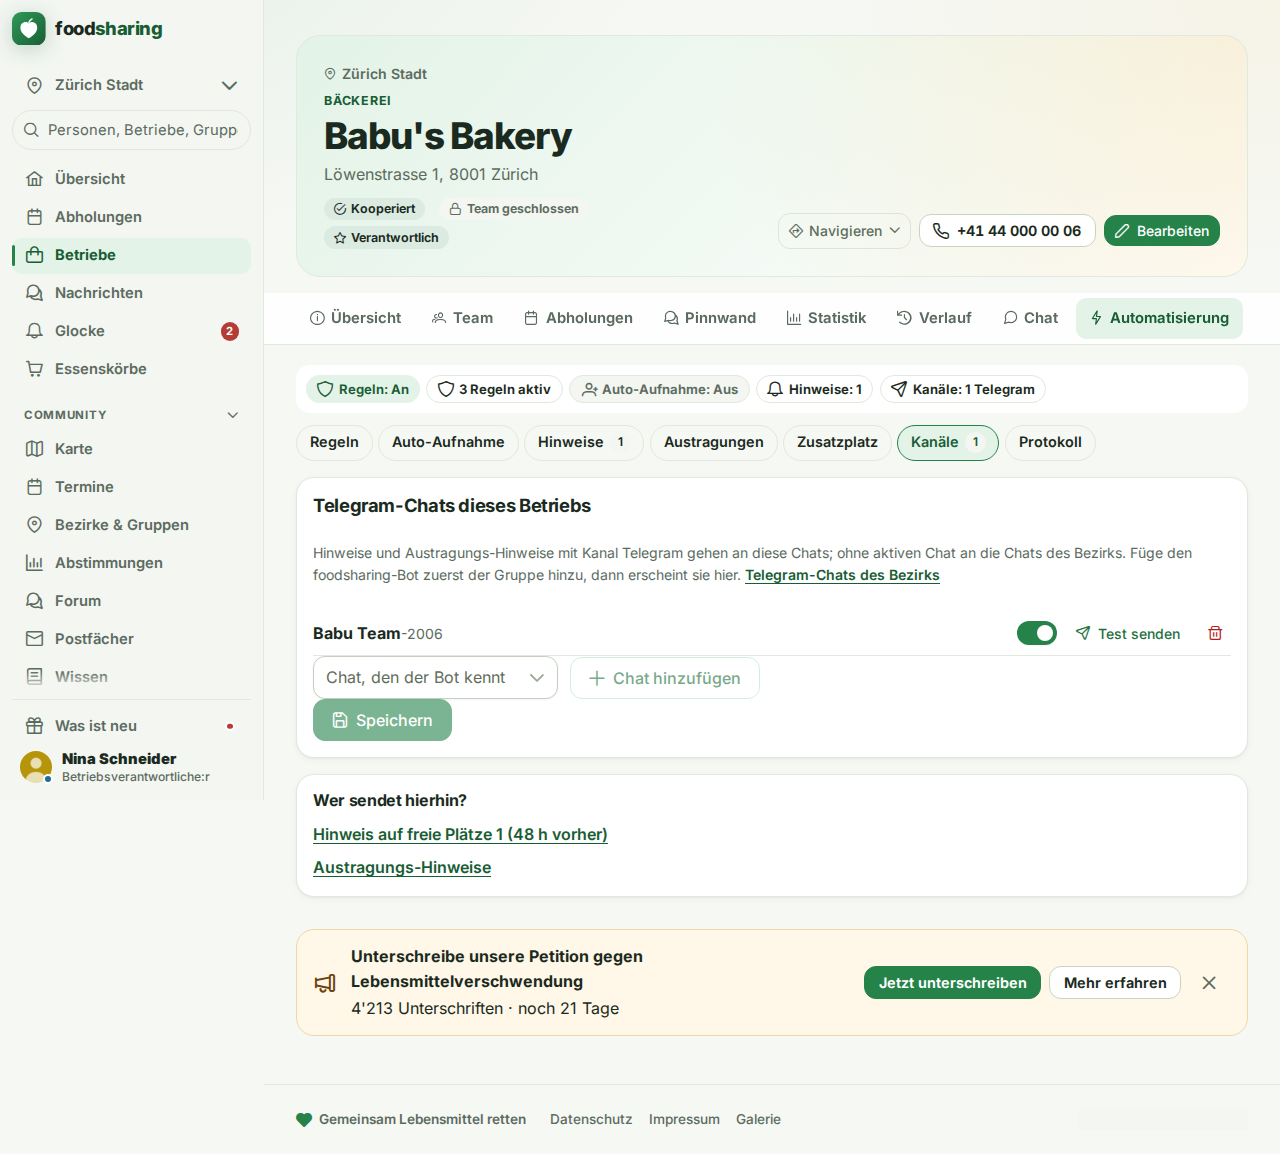 foodsharing
Zürich Stadt
Personen, Betriebe, Grupp
Übersicht
Abholungen
Betriebe
Nachrichten
Glocke 2
Essenskörbe
COMMUNITY
Karte
Termine
Bezirke & Gruppen
Abstimmungen
Forum
Postfächer
Wissen
Was ist neu
Nina Schneider
Betriebsverantwortliche:r
Zürich Stadt
BÄCKEREI
Babu's Bakery
Löwenstrasse 1, 8001 Zürich
Kooperiert Team geschlossen
Verantwortlich
Navigieren +41 44 000 00 06 Bearbeiten
Übersicht Team Abholungen Pinnwand Statistik Verlauf Chat Automatisierung
Regeln: An 3 Regeln aktiv Auto-Aufnahme: Aus Hinweise: 1 Kanäle: 1 Telegram
Regeln Auto-Aufnahme Hinweise 1 Austragungen Zusatzplatz Kanäle 1 Protokoll
Telegram-Chats dieses Betriebs
Hinweise und Austragungs-Hinweise mit Kanal Telegram gehen an diese Chats; ohne aktiven Chat an die Chats des Bezirks. Füge den
foodsharing-Bot zuerst der Gruppe hinzu, dann erscheint sie hier. Telegram-Chats des Bezirks
Babu Team-2006 Test senden
Chat, den der Bot kennt Chat hinzufügen
Speichern
Wer sendet hierhin?
Hinweis auf freie Plätze 1 (48 h vorher)
Austragungs-Hinweise
Unterschreibe unsere Petition gegen
Lebensmittelverschwendung
4'213 Unterschriften · noch 21 Tage
Jetzt unterschreiben Mehr erfahren
Gemeinsam Lebensmittel retten Datenschutz Impressum Galerie